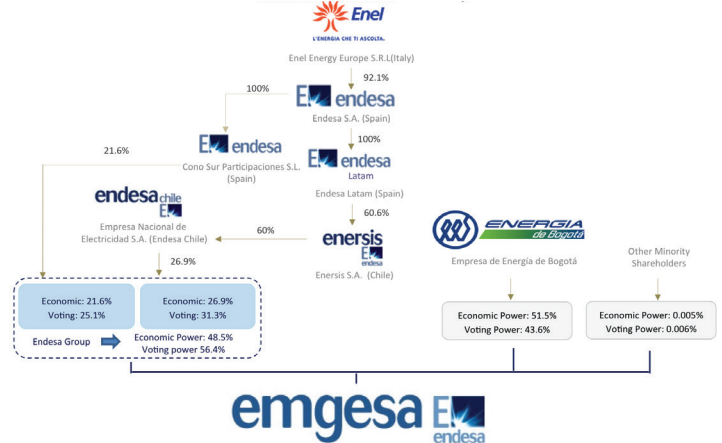 Enel
L'ENERGIA CHE TI ASCOLTA.
Enel Energy Europe S.R.L(Italy)
92.1%
100%
endesa
Endesa S.A. (Spain)
100%
21.6%
endesa
Cono Sur Participaciones S.L.
(Spain)
endesa
Latam
Endesa Latam (Spain)
60.6%
endesa chile
Empresa Nacional de
Electricidad S.A. (Endesa Chile)
60%
enersis
endesa
Enersis S.A. (Chile)
26.9%
ENERGIA
de Bogotá
Empresa de Energía de Bogotá
Other Minority
Shareholders
Economic: 21.6%
Voting: 25.1%
Economic: 26.9%
Voting: 31.3%
Endesa Group
Economic Power: 48.5%
Voting power 56.4%
Economic Power: 51.5%
Voting Power: 43.6%
Economic Power: 0.005%
Voting Power: 0.006%
emgesa
endesa